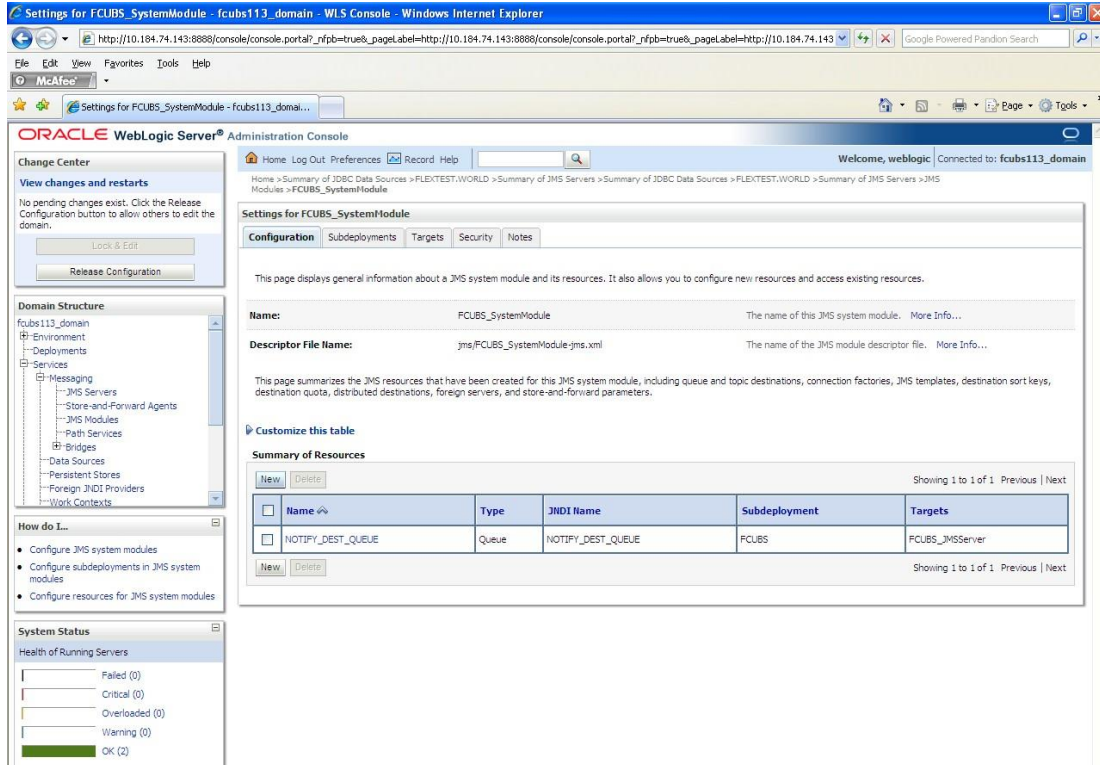 Settings for FCUBS_SystemModule - fcubs113_domain - WLS Console - Windows Internet Explorer
http://10.184.74.143:8888/console/console.portal?_nfpb=true&_pageLabel=http://10.184.74.143:8888/console/console.portal?_nfpb=true&_pageLabel=http://10.184.74.143
Google Powered Pandion Search
File Edit View Favorites Tools Help
McAfee
Settings for FCUBS_SystemModule - fcubs113_domai...
Page Tools
ORACLE WebLogic Server® Administration Console
Change Center
View changes and restarts
No pending changes exist. Click the Release
Configuration button to allow others to edit the
domain.
Lock & Edit
Release Configuration
Domain Structure
fcubs113_domain
Environment
Deployments
Services
Messaging
JMS Servers
Store-and-Forward Agents
JMS Modules
Path Services
Bridges
Data Sources
Persistent Stores
Foreign JNDI Providers
Work Contexts
How do I...
Configure JMS system modules
Configure subdeployments in JMS system
modules
Configure resources for JMS system modules
System Status
Health of Running Servers
Failed (0)
Critical (0)
Overloaded (0)
Warning (0)
OK (2)
Home Log Out Preferences Record Help
Welcome, weblogic Connected to: fcubs113_domain
Home >Summary of JDBC Data Sources >FLEXTEST.WORLD >Summary of JMS Servers >Summary of JDBC Data Sources >FLEXTEST.WORLD >Summary of JMS Servers >JMS
Modules >FCUBS_SystemModule
Settings for FCUBS_SystemModule
Configuration Subdeployments Targets Security Notes
This page displays general information about a JMS system module and its resources. It also allows you to configure new resources and access existing resources.
Name: FCUBS_SystemModule The name of this JMS system module. More Info...
Descriptor File Name: jms/FCUBS_SystemModule-jms.xml The name of the JMS module descriptor file. More Info...
This page summarizes the JMS resources that have been created for this JMS system module, including queue and topic destinations, connection factories, JMS templates, destination sort keys,
destination quota, distributed destinations, foreign servers, and store-and-forward parameters.
Customize this table
Summary of Resources
New Delete Showing 1 to 1 of 1 Previous | Next
Name Type JNDI Name Subdeployment Targets
NOTIFY_DEST_QUEUE Queue NOTIFY_DEST_QUEUE FCUBS FCUBS_JMSServer
New Delete Showing 1 to 1 of 1 Previous | Next